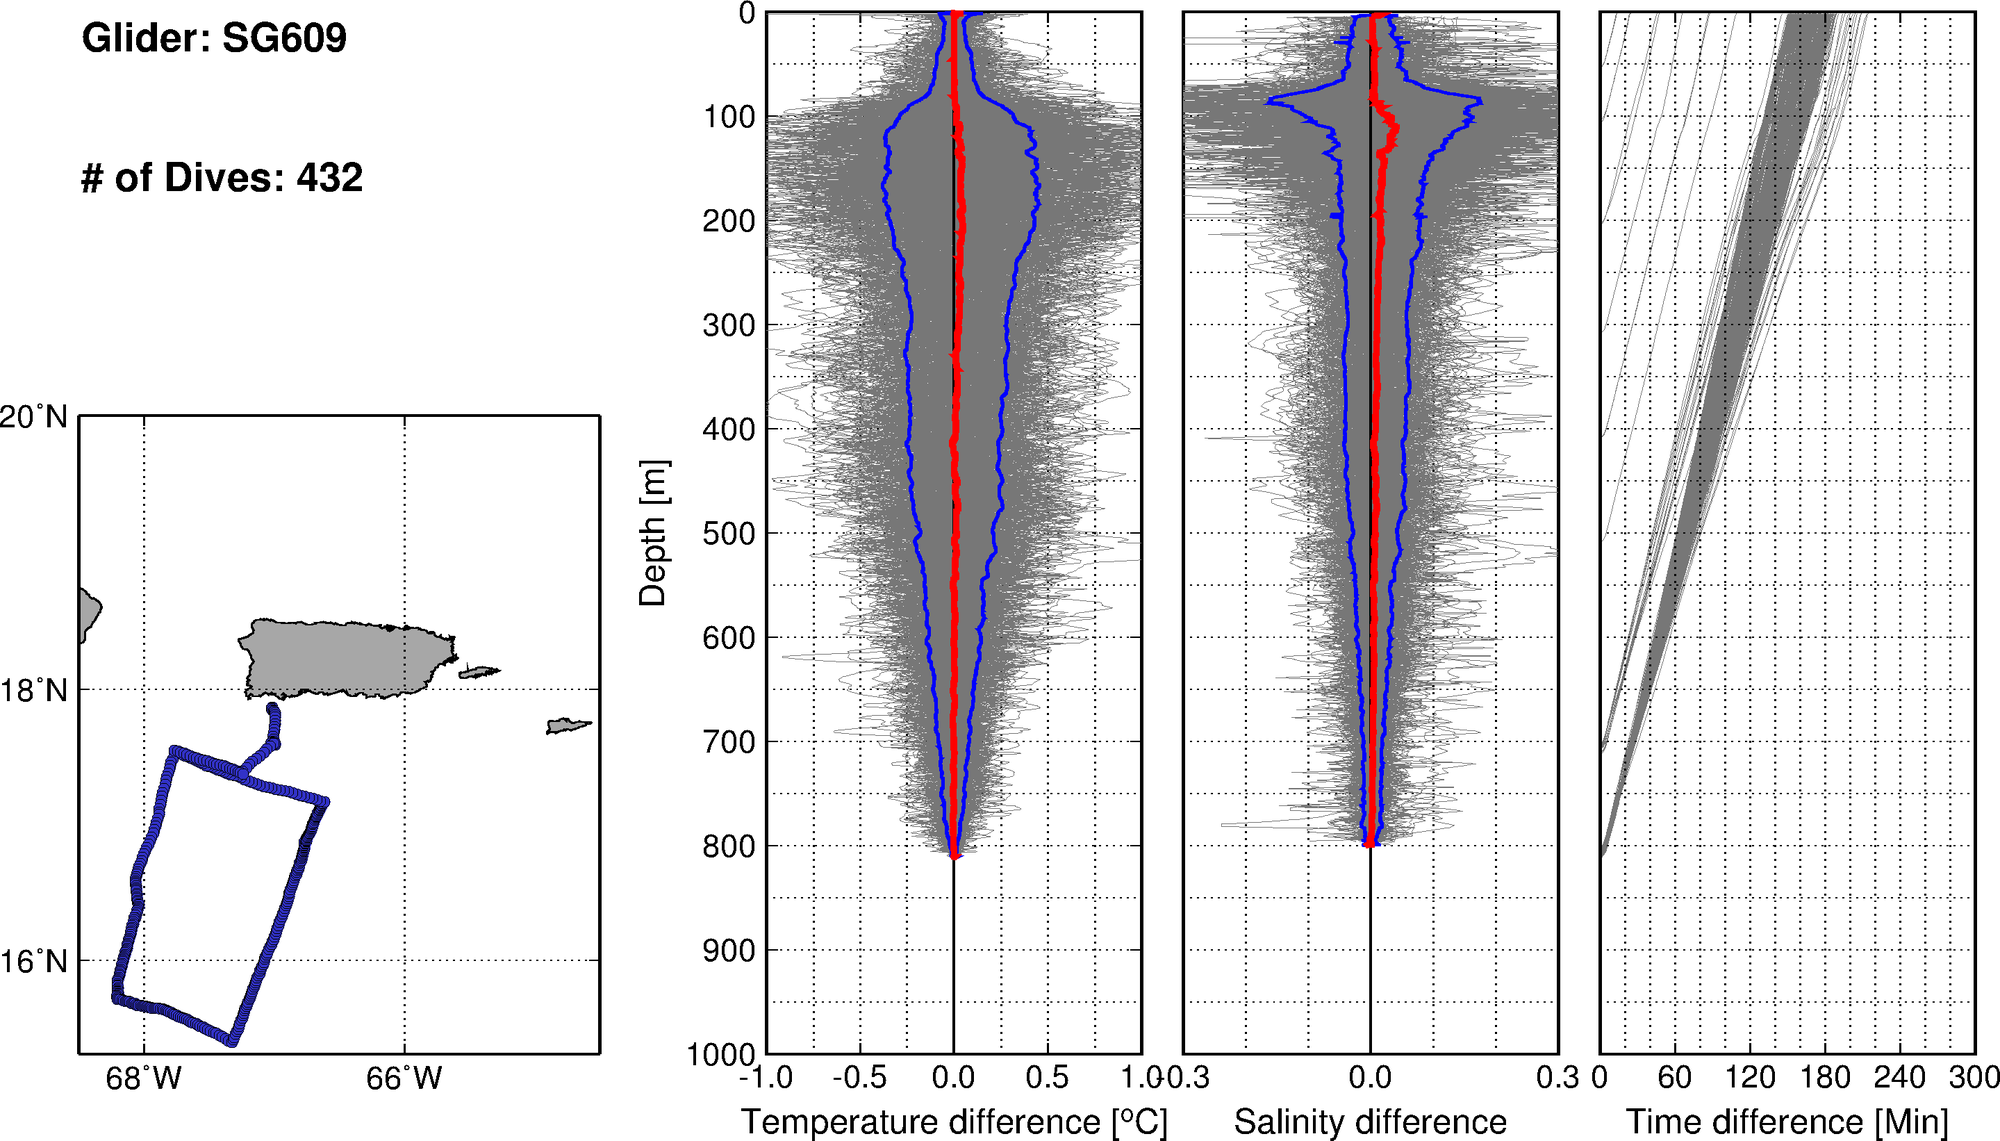 Glider: SG609
# of Dives: 432
20°N
18°N
16°N
68°W
66°W
Depth [m]
0
100
200
300
400
500
600
700
800
900
1000
-1.0
-0.5
0.0
0.5
1.0
Temperature difference [°C]
-0.3
0.0
0.3
Salinity difference
0
60
120
180
240
300
Time difference [Min]